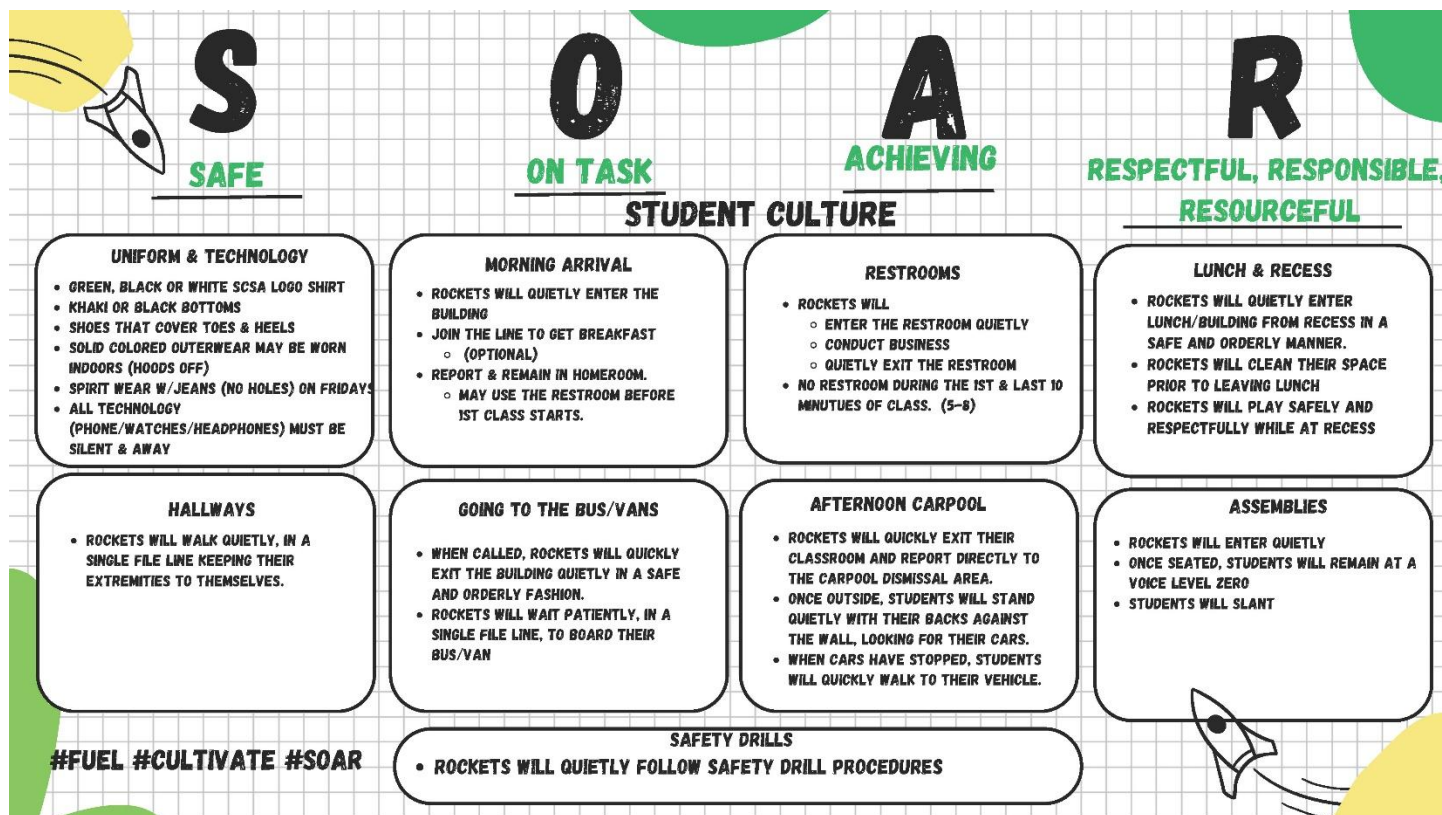 S O A R
SAFE
ON TASK
ACHIEVING
RESPECTFUL, RESPONSIBLE,
RESOURCEFUL
STUDENT CULTURE
UNIFORM & TECHNOLOGY
• GREEN, BLACK OR WHITE SCSA LOGO SHIRT
• KHAKI OR BLACK BOTTOMS
• SHOES THAT COVER TOES & HEELS
• SOLID COLORED OUTERWEAR MAY BE WORN
INDOORS (HOODS OFF)
• SPIRIT WEAR W/JEANS (NO HOLES) ON FRIDAYS
• ALL TECHNOLOGY
(PHONE/WATCHES/HEADPHONES) MUST BE
SILENT & AWAY
MORNING ARRIVAL
• ROCKETS WILL QUIETLY ENTER THE
BUILDING
• JOIN THE LINE TO GET BREAKFAST
○ (OPTIONAL)
• REPORT & REMAIN IN HOMEROOM.
○ MAY USE THE RESTROOM BEFORE
1ST CLASS STARTS.
RESTROOMS
• ROCKETS WILL
○ ENTER THE RESTROOM QUIETLY
○ CONDUCT BUSINESS
○ QUIETLY EXIT THE RESTROOM
• NO RESTROOM DURING THE 1ST & LAST 10
MINUTUES OF CLASS. (5-8)
LUNCH & RECESS
• ROCKETS WILL QUIETLY ENTER
LUNCH/BUILDING FROM RECESS IN A
SAFE AND ORDERLY MANNER.
• ROCKETS WILL CLEAN THEIR SPACE
PRIOR TO LEAVING LUNCH
• ROCKETS WILL PLAY SAFELY AND
RESPECTFULLY WHILE AT RECESS
HALLWAYS
• ROCKETS WILL WALK QUIETLY, IN A
SINGLE FILE LINE KEEPING THEIR
EXTREMITIES TO THEMSELVES.
GOING TO THE BUS/VANS
• WHEN CALLED, ROCKETS WILL QUICKLY
EXIT THE BUILDING QUIETLY IN A SAFE
AND ORDERLY FASHION.
• ROCKETS WILL WAIT PATIENTLY, IN A
SINGLE FILE LINE, TO BOARD THEIR
BUS/VAN
AFTERNOON CARPOOL
• ROCKETS WILL QUICKLY EXIT THEIR
CLASSROOM AND REPORT DIRECTLY TO
THE CARPOOL DISMISSAL AREA.
• ONCE OUTSIDE, STUDENTS WILL STAND
QUIETLY WITH THEIR BACKS AGAINST
THE WALL, LOOKING FOR THEIR CARS.
• WHEN CARS HAVE STOPPED, STUDENTS
WILL QUICKLY WALK TO THEIR VEHICLE.
ASSEMBLIES
• ROCKETS WILL ENTER QUIETLY
• ONCE SEATED, STUDENTS WILL REMAIN AT A
VOICE LEVEL ZERO
• STUDENTS WILL SLANT
#FUEL #CULTIVATE #SOAR
SAFETY DRILLS
• ROCKETS WILL QUIETLY FOLLOW SAFETY DRILL PROCEDURES